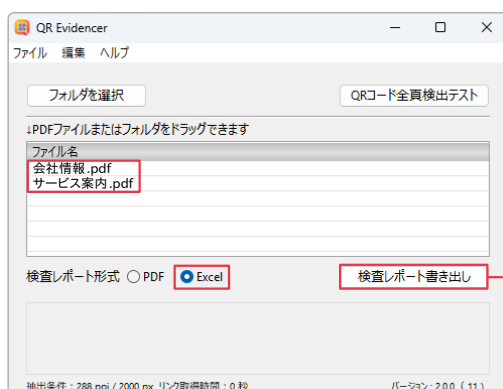 QR Evidencer
ファイル 編集 ヘルプ
フォルダを選択 QRコード全頁検出テスト
↓PDFファイルまたはフォルダをドラッグできます
ファイル名
会社情報.pdf
サービス案内.pdf
検査レポート形式 PDF Excel 検査レポート書き出し
抽出条件：288 ppi / 2000 px リンク取得時間：0 秒 バージョン：2.0.0 ( 11 )